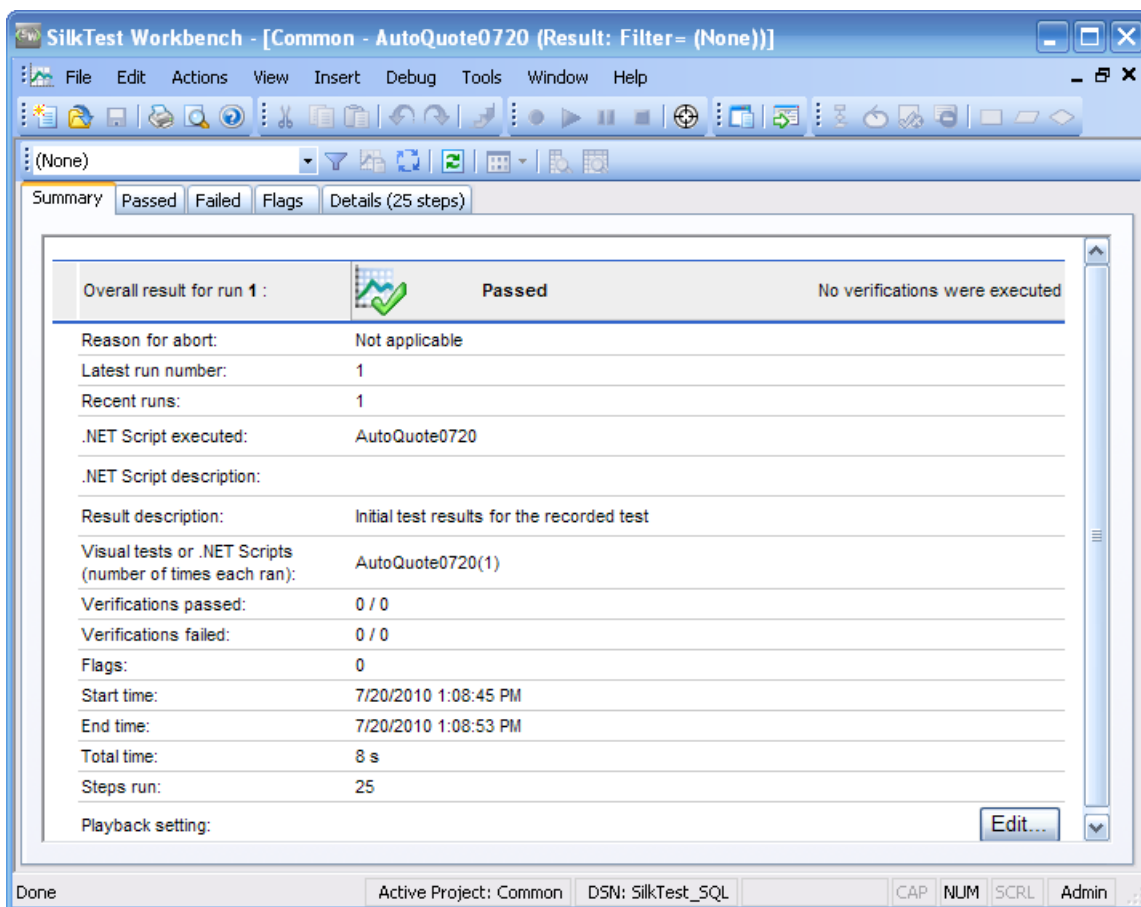 SilkTest Workbench - [Common - AutoQuote0720 (Result: Filter= (None))]
File Edit Actions View Insert Debug Tools Window Help
(None)
Summary Passed Failed Flags Details (25 steps)
Overall result for run 1 : Passed No verifications were executed
Reason for abort: Not applicable
Latest run number: 1
Recent runs: 1
.NET Script executed: AutoQuote0720
.NET Script description:
Result description: Initial test results for the recorded test
Visual tests or .NET Scripts
(number of times each ran): AutoQuote0720(1)
Verifications passed: 0 / 0
Verifications failed: 0 / 0
Flags: 0
Start time: 7/20/2010 1:08:45 PM
End time: 7/20/2010 1:08:53 PM
Total time: 8 s
Steps run: 25
Playback setting: Edit...
Done Active Project: Common DSN: SilkTest_SQL CAP NUM SCRL Admin